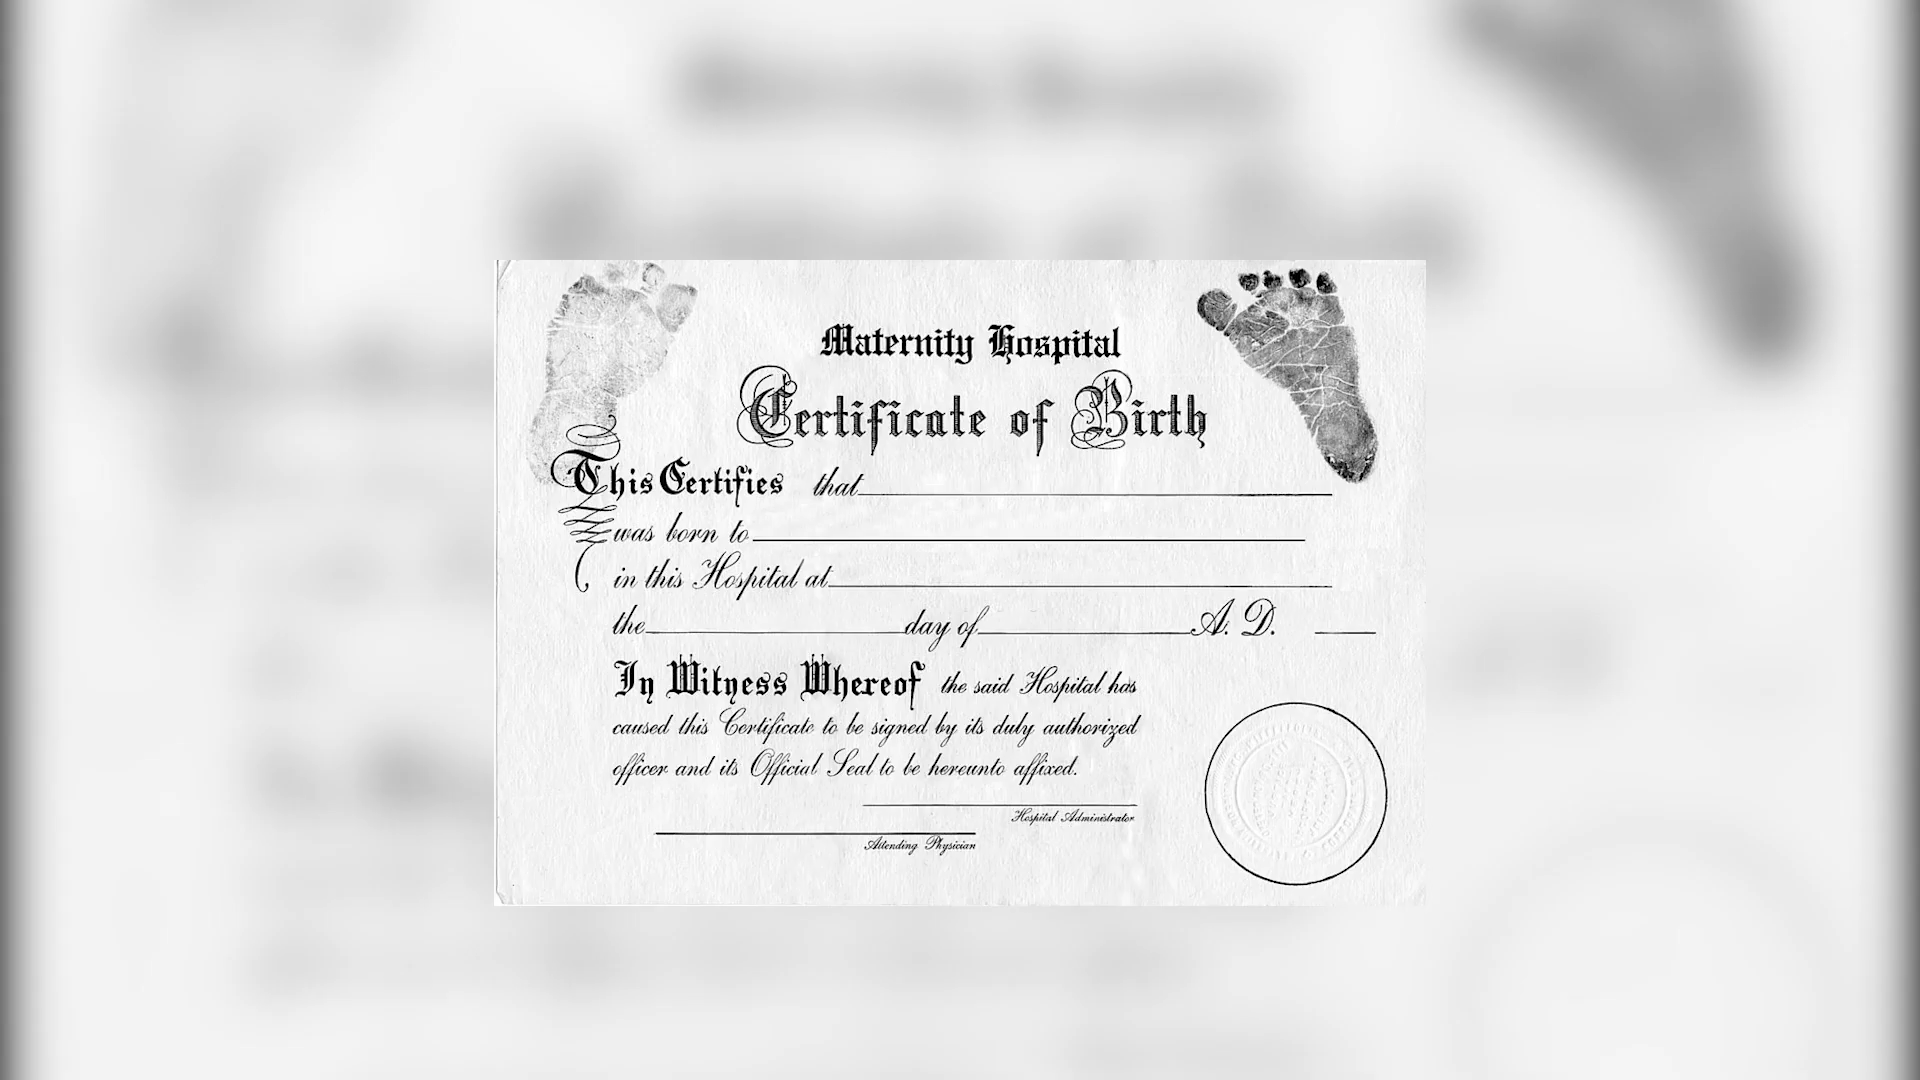 Maternity Hospital
Certificate of Birth
This Certifies that
was born to
in this Hospital at
the day of A. D.
In Witness Whereof the said Hospital has
caused this Certificate to be signed by its duly authorized
officer and its Official Seal to be hereunto affixed.
Hospital Administrator
Attending Physician